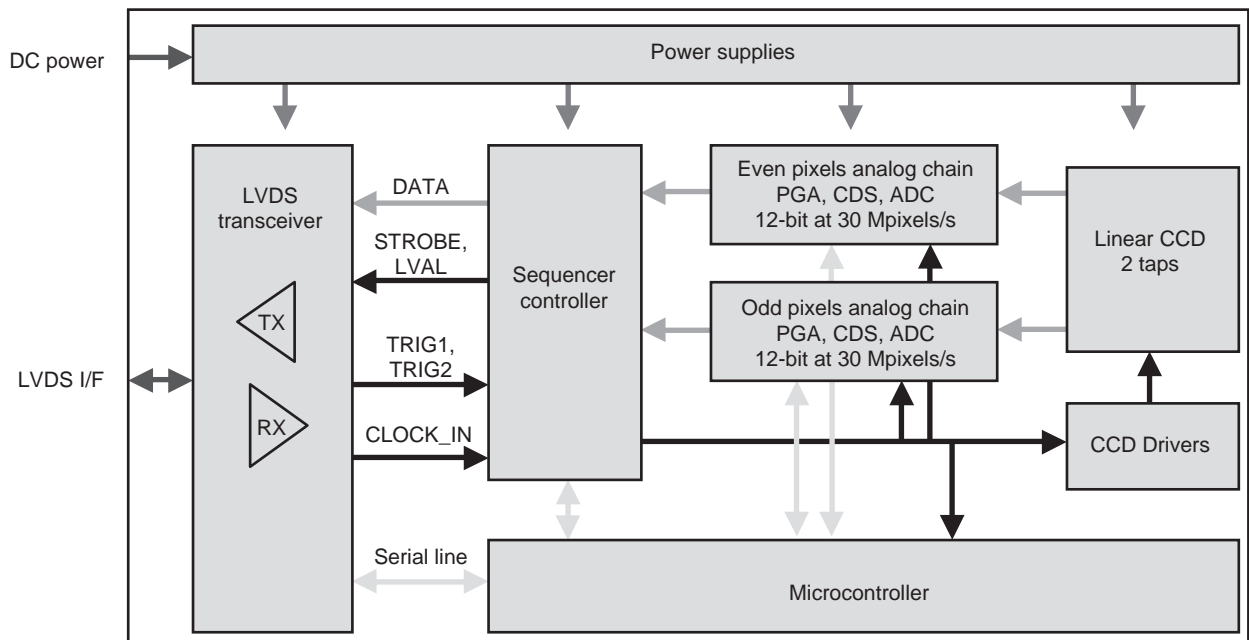 DC power
Power supplies
LVDS
transceiver
DATA
STROBE,
LVAL
TX
TRIG1,
TRIG2
LVDS I/F
RX
CLOCK_IN
Serial line
Sequencer
controller
Even pixels analog chain
PGA, CDS, ADC
12-bit at 30 Mpixels/s
Odd pixels analog chain
PGA, CDS, ADC
12-bit at 30 Mpixels/s
Linear CCD
2 taps
CCD Drivers
Microcontroller